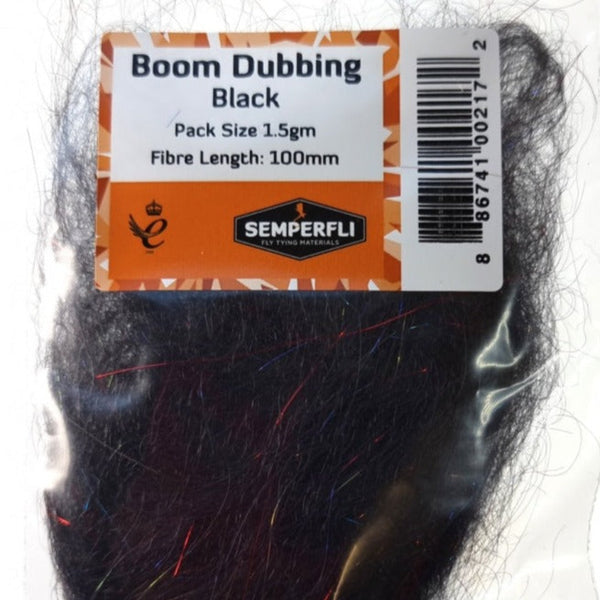 Boom Dubbing
Black
Pack Size 1.5gm
Fibre Length: 100mm
SEMPERFLI
FLY TYING MATERIALS
8 86741 00217 2